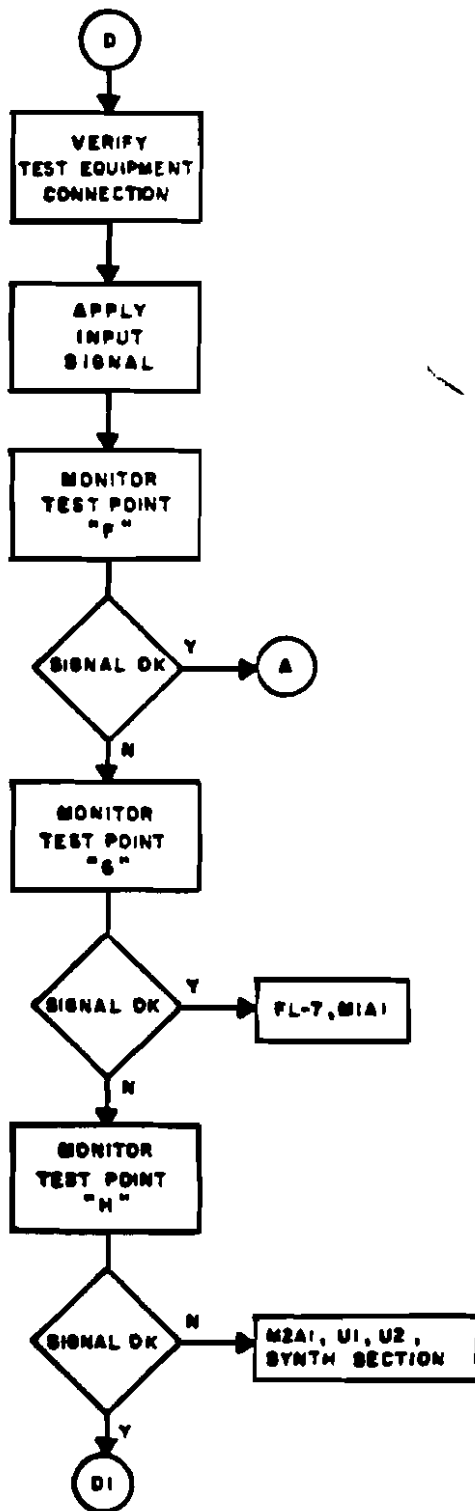 D
VERIFY
TEST EQUIPMENT
CONNECTION
APPLY
INPUT
SIGNAL
MONITOR
TEST POINT
"F"
SIGNAL OK
Y
A
N
MONITOR
TEST POINT
"G"
SIGNAL OK
Y
FL-7, M1A1
N
MONITOR
TEST POINT
"H"
SIGNAL OK
N
M2A1, U1, U2,
SYNTH SECTION
Y
D1